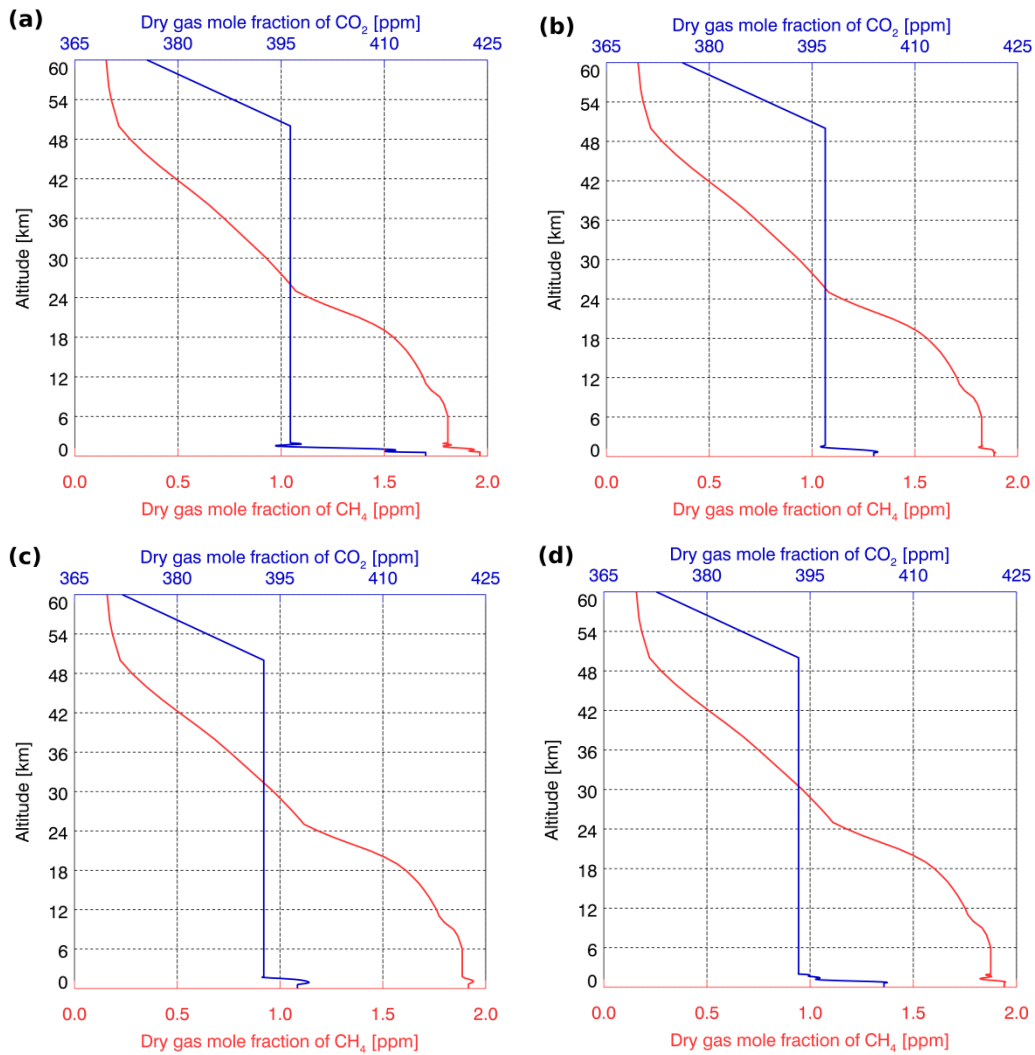 (a)
Dry gas mole fraction of CO₂ [ppm]
365 380 395 410 425
60
54
48
42
36
30
24
18
12
6
0
Altitude [km]
0.0 0.5 1.0 1.5 2.0
Dry gas mole fraction of CH₄ [ppm]
(b)
Dry gas mole fraction of CO₂ [ppm]
365 380 395 410 425
60
54
48
42
36
30
24
18
12
6
0
Altitude [km]
0.0 0.5 1.0 1.5 2.0
Dry gas mole fraction of CH₄ [ppm]
(c)
Dry gas mole fraction of CO₂ [ppm]
365 380 395 410 425
60
54
48
42
36
30
24
18
12
6
0
Altitude [km]
0.0 0.5 1.0 1.5 2.0
Dry gas mole fraction of CH₄ [ppm]
(d)
Dry gas mole fraction of CO₂ [ppm]
365 380 395 410 425
60
54
48
42
36
30
24
18
12
6
0
Altitude [km]
0.0 0.5 1.0 1.5 2.0
Dry gas mole fraction of CH₄ [ppm]